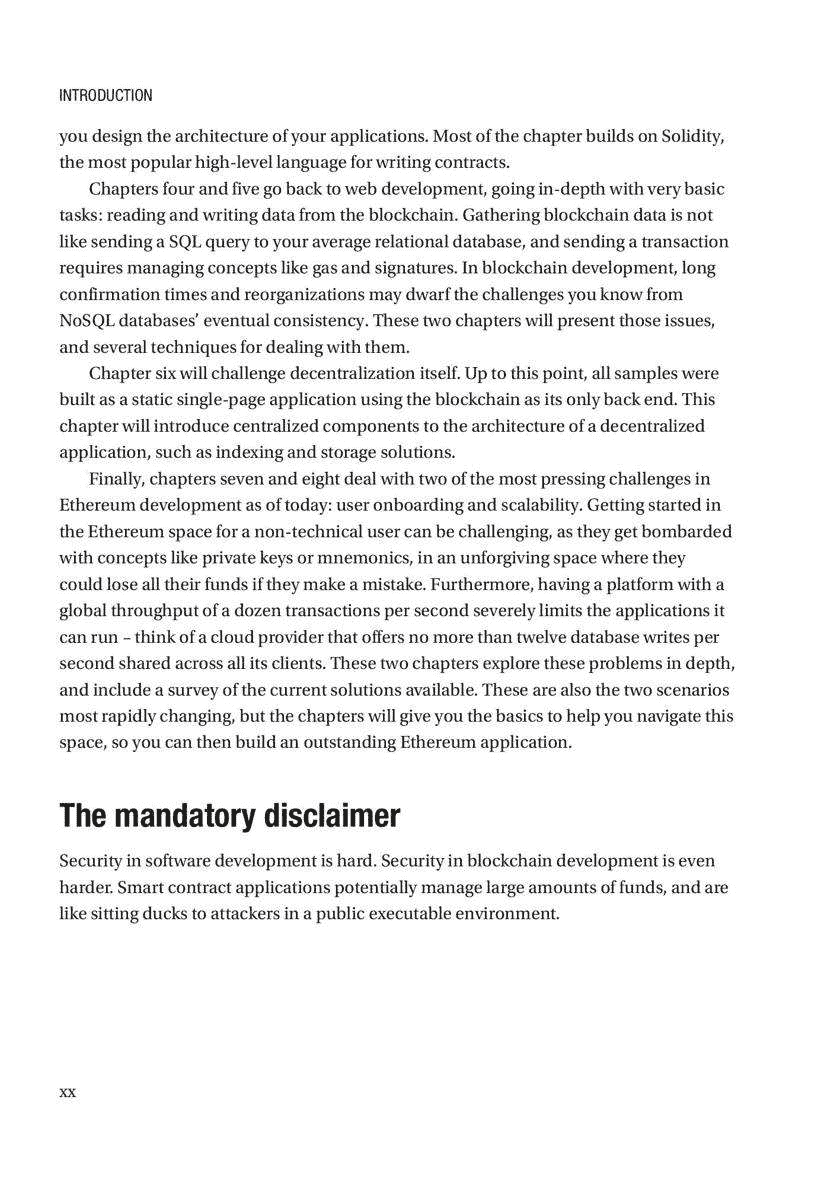 INTRODUCTION
you design the architecture of your applications. Most of the chapter builds on Solidity,
the most popular high-level language for writing contracts.
Chapters four and five go back to web development, going in-depth with very basic
tasks: reading and writing data from the blockchain. Gathering blockchain data is not
like sending a SQL query to your average relational database, and sending a transaction
requires managing concepts like gas and signatures. In blockchain development, long
confirmation times and reorganizations may dwarf the challenges you know from
NoSQL databases’ eventual consistency. These two chapters will present those issues,
and several techniques for dealing with them.
Chapter six will challenge decentralization itself. Up to this point, all samples were
built as a static single-page application using the blockchain as its only back end. This
chapter will introduce centralized components to the architecture of a decentralized
application, such as indexing and storage solutions.
Finally, chapters seven and eight deal with two of the most pressing challenges in
Ethereum development as of today: user onboarding and scalability. Getting started in
the Ethereum space for a non-technical user can be challenging, as they get bombarded
with concepts like private keys or mnemonics, in an unforgiving space where they
could lose all their funds if they make a mistake. Furthermore, having a platform with a
global throughput of a dozen transactions per second severely limits the applications it
can run – think of a cloud provider that offers no more than twelve database writes per
second shared across all its clients. These two chapters explore these problems in depth,
and include a survey of the current solutions available. These are also the two scenarios
most rapidly changing, but the chapters will give you the basics to help you navigate this
space, so you can then build an outstanding Ethereum application.
The mandatory disclaimer
Security in software development is hard. Security in blockchain development is even
harder. Smart contract applications potentially manage large amounts of funds, and are
like sitting ducks to attackers in a public executable environment.
xx